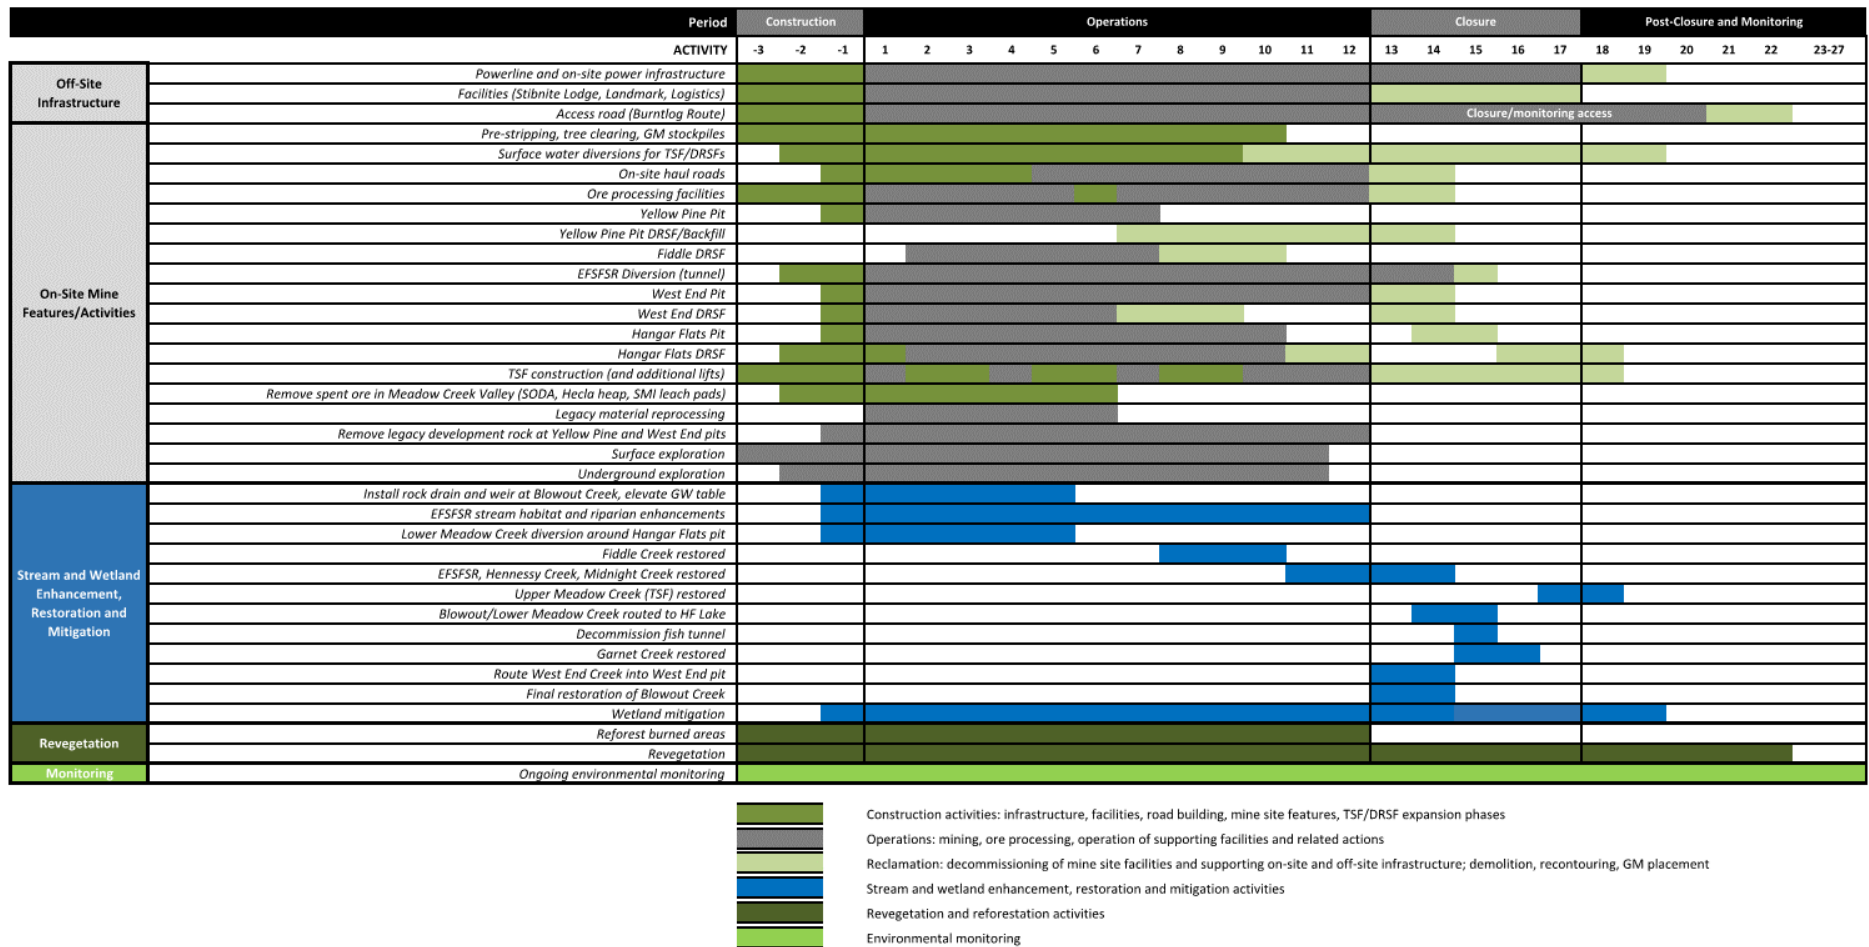 Period Construction Operations Closure Post-Closure and Monitoring
ACTIVITY -3 -2 -1 1 2 3 4 5 6 7 8 9 10 11 12 13 14 15 16 17 18 19 20 21 22 23-27
Off-Site
Infrastructure
Powerline and on-site power infrastructure
Facilities (Stibnite Lodge, Landmark, Logistics)
Access road (Burntlog Route) Closure/monitoring access
On-Site Mine
Features/Activities
Pre-stripping, tree clearing, GM stockpiles
Surface water diversions for TSF/DRSFs
On-site haul roads
Ore processing facilities
Yellow Pine Pit
Yellow Pine Pit DRSF/Backfill
Fiddle DRSF
EFSFSR Diversion (tunnel)
West End Pit
West End DRSF
Hangar Flats Pit
Hangar Flats DRSF
TSF construction (and additional lifts)
Remove spent ore in Meadow Creek Valley (SODA, Hecla heap, SMI leach pads)
Legacy material reprocessing
Remove legacy development rock at Yellow Pine and West End pits
Surface exploration
Underground exploration
Stream and Wetland
Enhancement,
Restoration and
Mitigation
Install rock drain and weir at Blowout Creek, elevate GW table
EFSFSR stream habitat and riparian enhancements
Lower Meadow Creek diversion around Hangar Flats pit
Fiddle Creek restored
EFSFSR, Hennessy Creek, Midnight Creek restored
Upper Meadow Creek (TSF) restored
Blowout/Lower Meadow Creek routed to HF Lake
Decommission fish tunnel
Garnet Creek restored
Route West End Creek into West End pit
Final restoration of Blowout Creek
Wetland mitigation
Revegetation
Reforest burned areas
Revegetation
Monitoring
Ongoing environmental monitoring
Construction activities: infrastructure, facilities, road building, mine site features, TSF/DRSF expansion phases
Operations: mining, ore processing, operation of supporting facilities and related actions
Reclamation: decommissioning of mine site facilities and supporting on-site and off-site infrastructure; demolition, recontouring, GM placement
Stream and wetland enhancement, restoration and mitigation activities
Revegetation and reforestation activities
Environmental monitoring